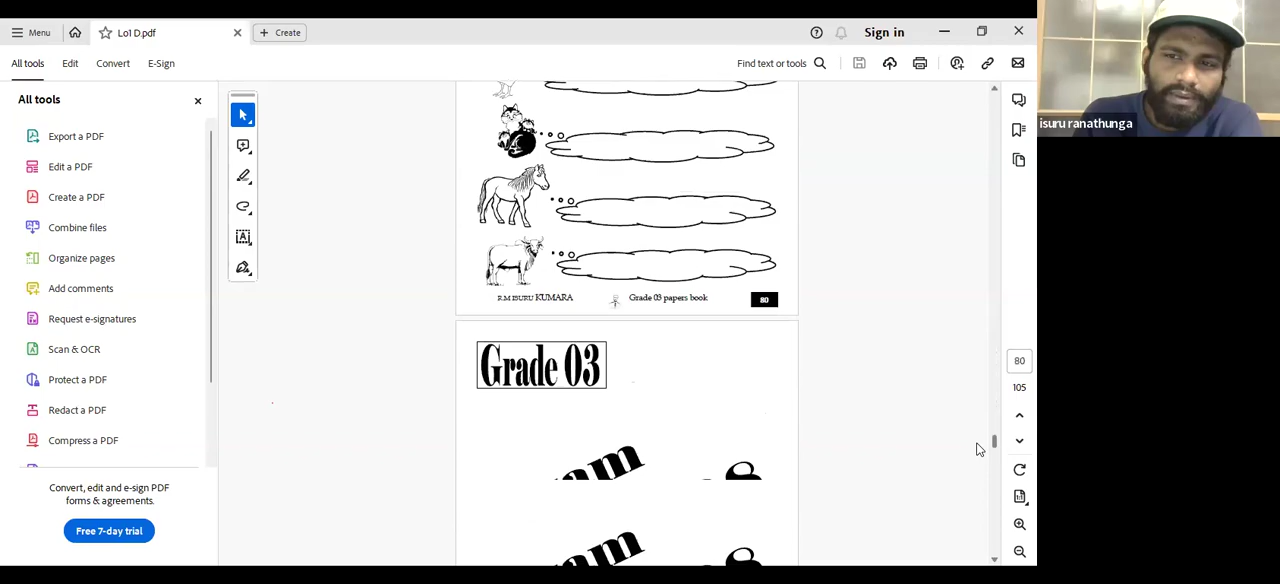 Menu
Lo1 D.pdf
Create
Sign in
All tools
Edit
Convert
E-Sign
Find text or tools
All tools
Export a PDF
Edit a PDF
Create a PDF
Combine files
Organize pages
Add comments
Request e-signatures
Scan & OCR
Protect a PDF
Redact a PDF
Compress a PDF
Convert, edit and e-sign PDF
forms & agreements.
Free 7-day trial
R.M ISURU KUMARA
Grade 03 papers book
80
Grade 03
am
am
80
105
isuru ranathunga